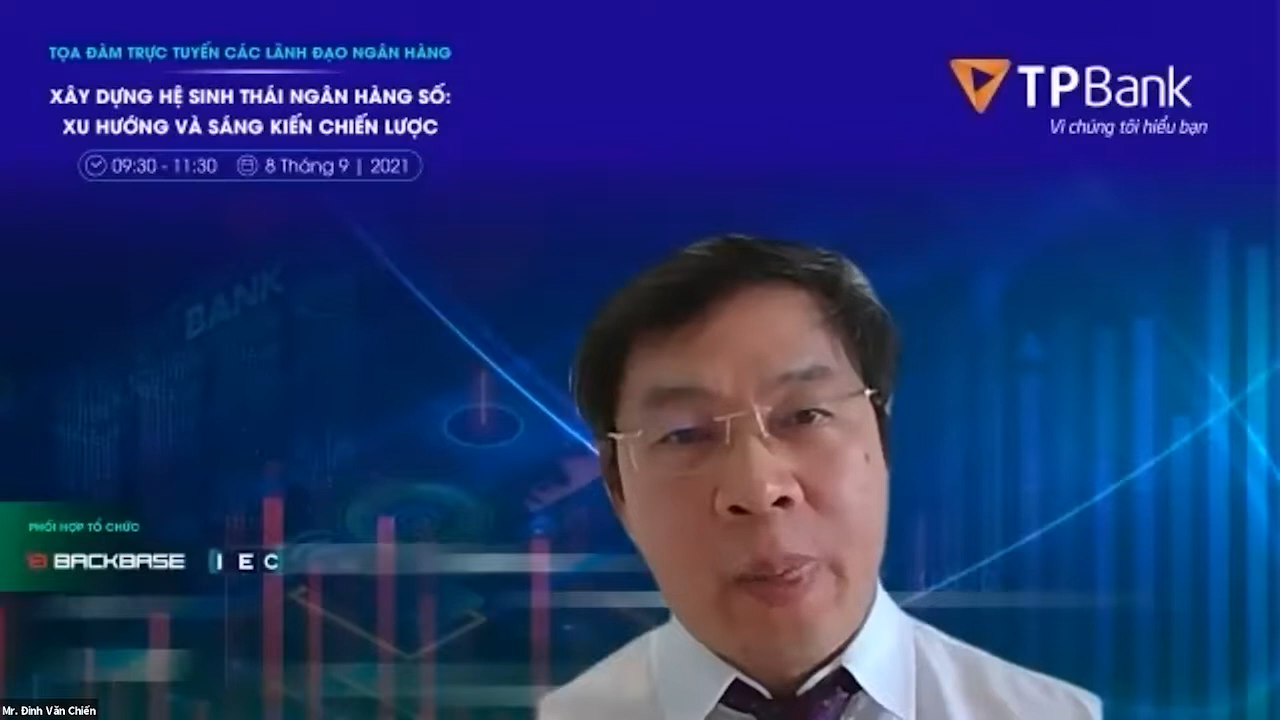 TỌA ĐÀM TRỰC TUYẾN CÁC LÃNH ĐẠO NGÂN HÀNG
XÂY DỰNG HỆ SINH THÁI NGÂN HÀNG SỐ:
XU HƯỚNG VÀ SÁNG KIẾN CHIẾN LƯỢC
09:30 - 11:30 8 Tháng 9 | 2021
TPBank
Vì chúng tôi hiểu bạn
BANK
PHỐI HỢP TỔ CHỨC
BACKBASE IEC
Mr. Đinh Văn Chiến